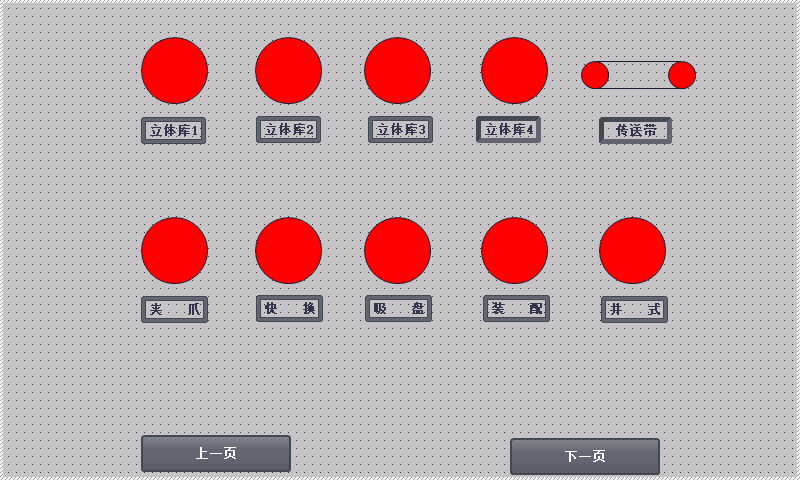 立体库1 立体库2 立体库3 立体库4 传送带
夹 爪 快 换 吸 盘 装 配 井 式
上一页 下一页